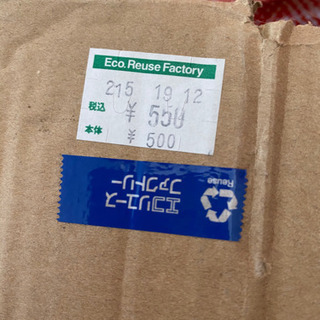 Eco.Reuse Factory
215 19 12
税込 ¥ 550
本体 ¥ 500
Reuse
エコリユース
ファクトリー